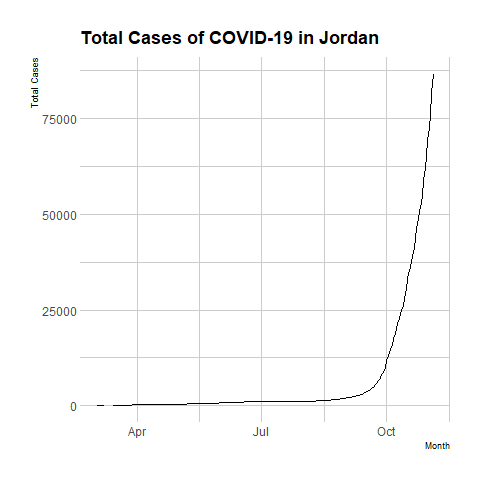 Total Cases of COVID-19 in Jordan
Total Cases
75000
50000
25000
0
Apr Jul Oct
Month